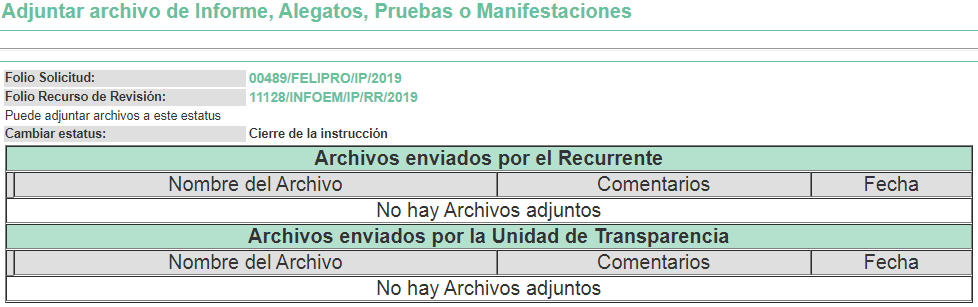 Adjuntar archivo de Informe, Alegatos, Pruebas o Manifestaciones
Folio Solicitud: 00489/FELIPRO/IP/2019
Folio Recurso de Revisión: 11128/INFOEM/IP/RR/2019
Puede adjuntar archivos a este estatus
Cambiar estatus: Cierre de la instrucción
Archivos enviados por el Recurrente
Nombre del Archivo Comentarios Fecha
No hay Archivos adjuntos
Archivos enviados por la Unidad de Transparencia
Nombre del Archivo Comentarios Fecha
No hay Archivos adjuntos